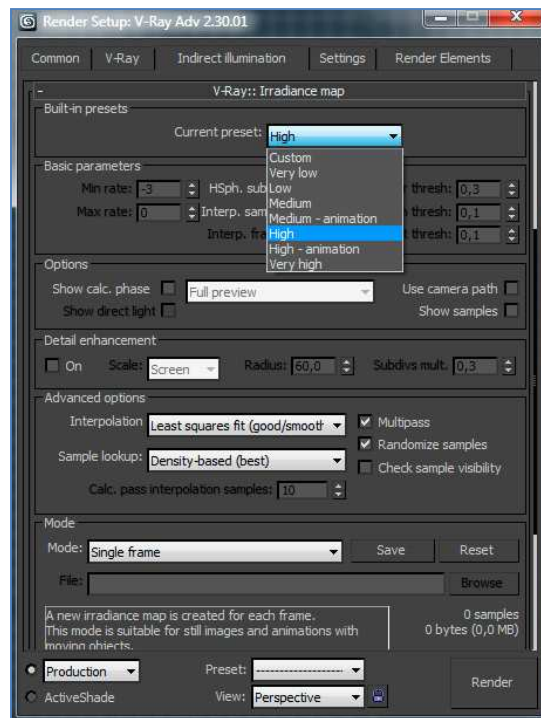 Render Setup: V-Ray Adv 2.30.01
Common V-Ray Indirect illumination Settings Render Elements
- V-Ray:: Irradiance map
Built-in presets
Current preset: High
Custom
Very low
Low
Medium
Medium - animation
High
High - animation
Very high
Basic parameters
Min rate: -3 HSph. sub thresh: 0,3
Max rate: 0 Interp. sam thresh: 0,1
Interp. fra thresh: 0,1
Options
Show calc. phase Full preview Use camera path
Show direct light Show samples
Detail enhancement
On Scale: Screen Radius: 60,0 Subdivs mult. 0,3
Advanced options
Interpolation Least squares fit (good/smooth Multipass
Randomize samples
Sample lookup: Density-based (best) Check sample visibility
Calc. pass interpolation samples: 10
Mode
Mode: Single frame Save Reset
File: Browse
A new irradiance map is created for each frame.
This mode is suitable for still images and animations with
moving objects.
0 samples
0 bytes (0,0 MB)
Production Preset: --------------------
ActiveShade View: Perspective Render